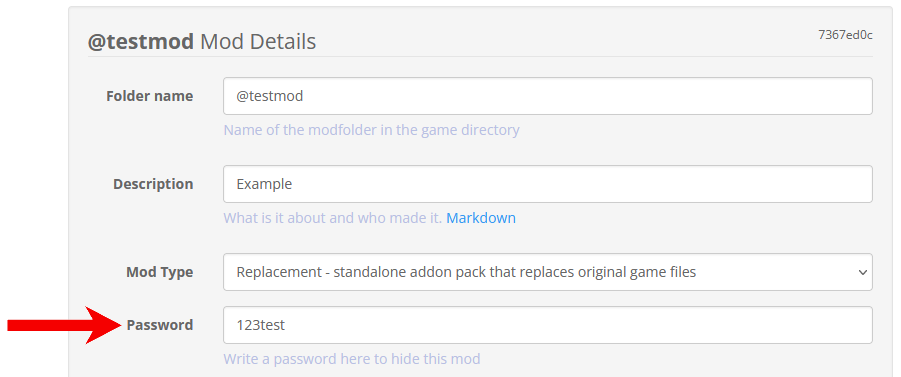 @testmod Mod Details 7367ed0c
Folder name @testmod
Name of the modfolder in the game directory
Description Example
What is it about and who made it. Markdown
Mod Type Replacement - standalone addon pack that replaces original game files
Password 123test
Write a password here to hide this mod